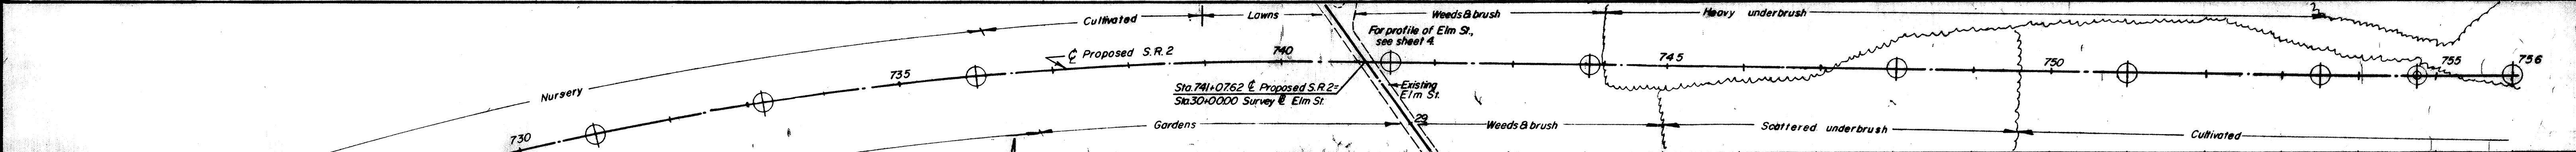 Cultivated
Lawns
Weeds & brush
Heavy underbrush
For profile of Elm St.,
see sheet 4.
℄ Proposed S.R. 2
740
745
750
755
756
735
Nursery
Sta. 741+07.62 ℄ Proposed S.R. 2=
Sta. 30+00.00 Survey ℄ Elm St.
Existing
Elm St.
29
730
Gardens
Weeds & brush
Scattered underbrush
Cultivated